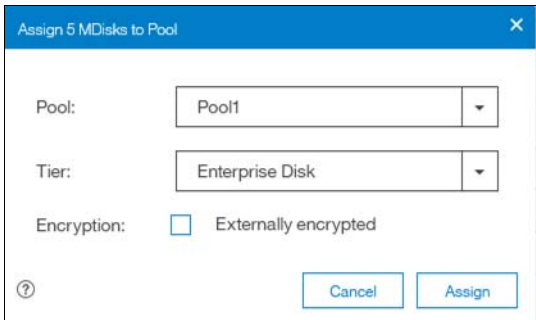 Assign 5 MDisks to Pool
Pool: Pool1
Tier: Enterprise Disk
Encryption: Externally encrypted
? Cancel Assign